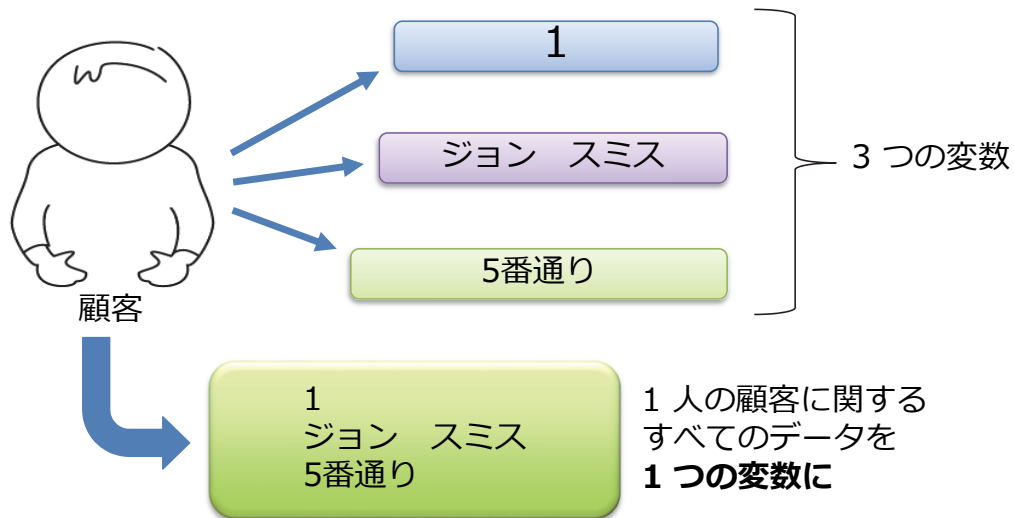 1
ジョン　スミス
3 つの変数
5番通り
顧客
1
ジョン　スミス
5番通り
1 人の顧客に関する
すべてのデータを
1 つの変数に